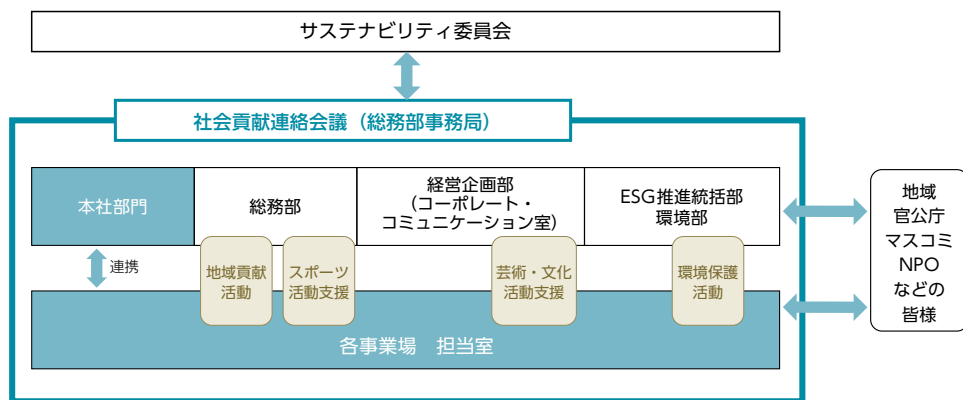 サステナビリティ委員会
社会貢献連絡会議（総務部事務局）
本社部門
総務部
経営企画部
（コーポレート・
コミュニケーション室）
ESG推進統括部
環境部
地域
官公庁
マスコミ
NPO
などの
皆様
連携
地域貢献
活動
スポーツ
活動支援
芸術・文化
活動支援
環境保護
活動
各事業場　担当室